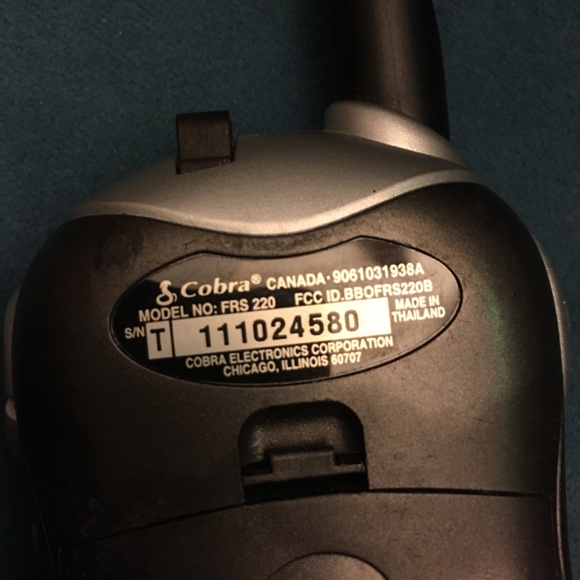 Cobra® CANADA・9061031938A
MODEL NO: FRS 220 FCC ID.BBOFRS220B
S/N T 111024580 MADE IN THAILAND
COBRA ELECTRONICS CORPORATION
CHICAGO, ILLINOIS 60707